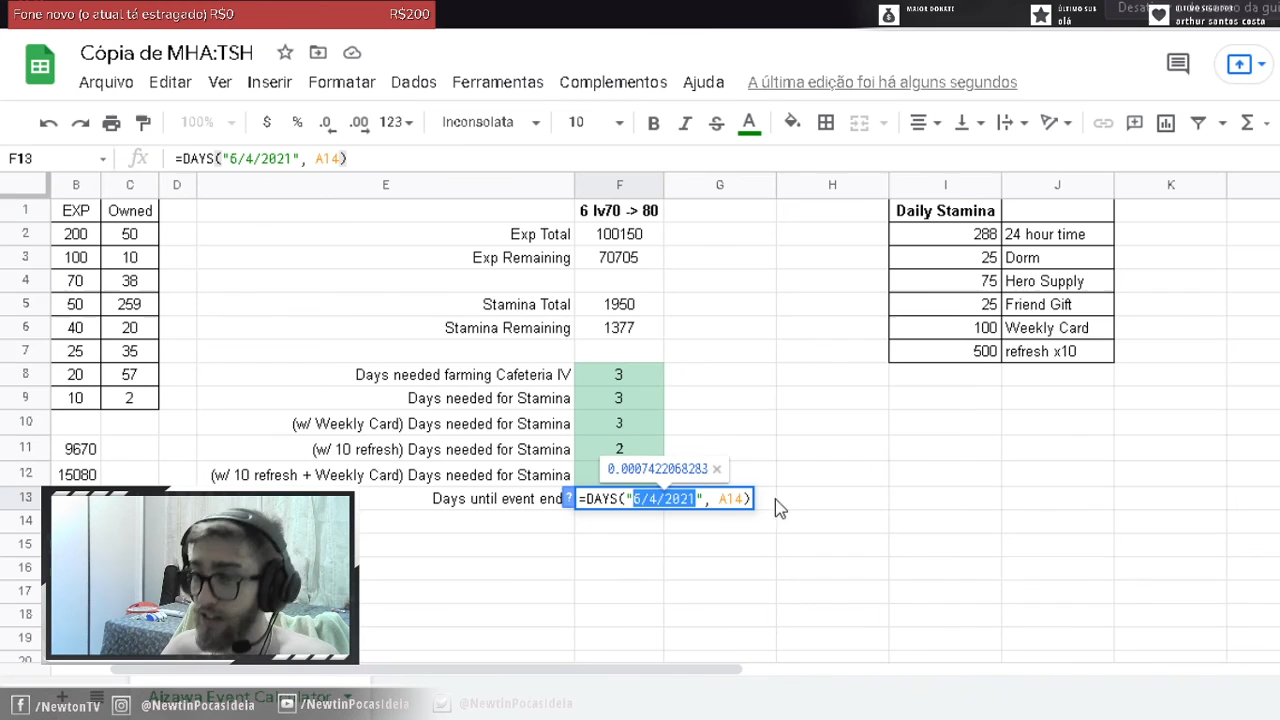 Fone novo (o atual tá estragado) R$0 R$200
MAIOR DONATE
ÚLTIMO SUB
olá
arthur santos costa
Cópia de MHA:TSH
Arquivo Editar Ver Inserir Formatar Dados Ferramentas Complementos Ajuda A última edição foi há alguns segundos
100% $ % .0 .00 123 Inconsolata 10 B I S A
F13 fx =DAYS("6/4/2021", A14)
B C D E F G H I J K
1 EXP Owned 6 lv70 -> 80 Daily Stamina
2 200 50 Exp Total 100150 288 24 hour time
3 100 10 Exp Remaining 70705 25 Dorm
4 70 38 75 Hero Supply
5 50 259 Stamina Total 1950 25 Friend Gift
6 40 20 Stamina Remaining 1377 100 Weekly Card
7 25 35 500 refresh x10
8 20 57 Days needed farming Cafeteria IV 3
9 10 2 Days needed for Stamina 3
10 (w/ Weekly Card) Days needed for Stamina 3
11 9670 (w/ 10 refresh) Days needed for Stamina 2
0.0007422068283 ×
12 15080 (w/ 10 refresh + Weekly Card) Days needed for Stamina
13 Days until event end ? =DAYS("6/4/2021", A14)
14
15
16
17
18
19
20
Aizawa Event Calculator
/NewtonTV @NewtinPocasIdeia /NewtinPocasIdeia @NewtinPocasIdeia